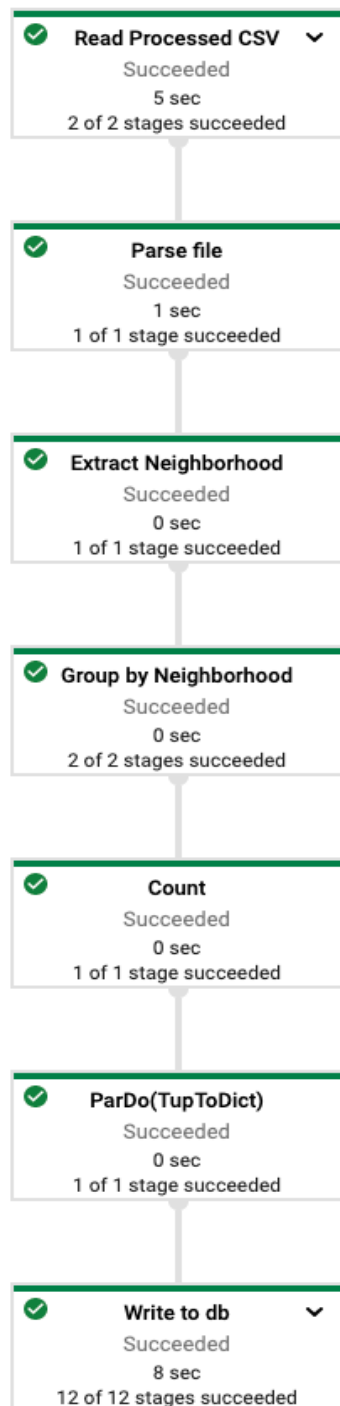 Read Processed CSV
Succeeded
5 sec
2 of 2 stages succeeded
Parse file
Succeeded
1 sec
1 of 1 stage succeeded
Extract Neighborhood
Succeeded
0 sec
1 of 1 stage succeeded
Group by Neighborhood
Succeeded
0 sec
2 of 2 stages succeeded
Count
Succeeded
0 sec
1 of 1 stage succeeded
ParDo(TupToDict)
Succeeded
0 sec
1 of 1 stage succeeded
Write to db
Succeeded
8 sec
12 of 12 stages succeeded